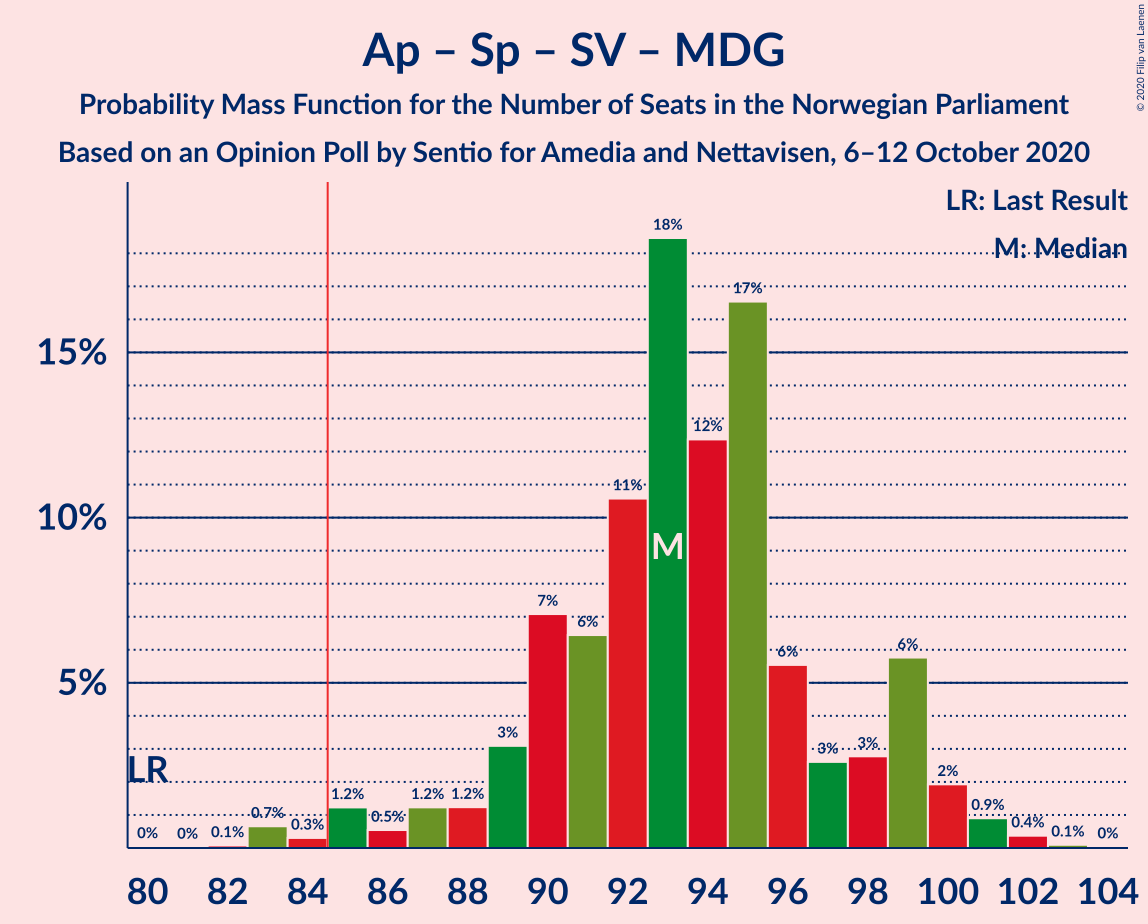 Ap – Sp – SV – MDG
Probability Mass Function for the Number of Seats in the Norwegian Parliament
Based on an Opinion Poll by Sentio for Amedia and Nettavisen, 6–12 October 2020
© 2020 Filip van Laenen
LR: Last Result
M: Median
15%
10%
5%
LR
M
0% 0% 0.1% 0.7% 0.3% 1.2% 0.5% 1.2% 1.2% 3% 7% 6% 11% 18% 12% 17% 6% 3% 3% 6% 2% 0.9% 0.4% 0.1% 0%
80 82 84 86 88 90 92 94 96 98 100 102 104